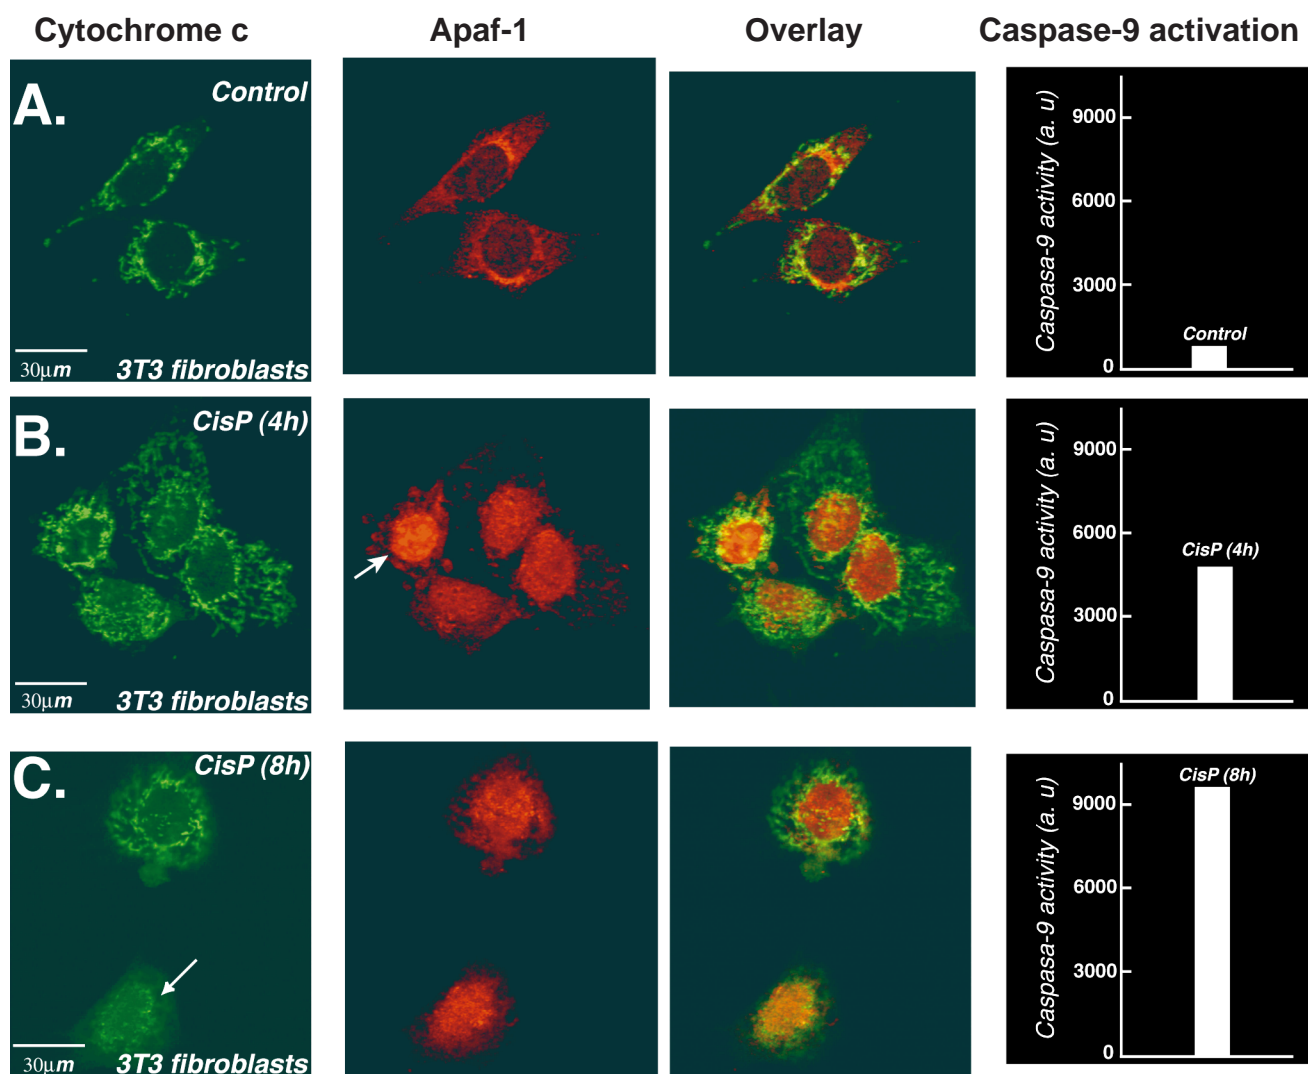 Cytochrome c
Apaf-1
Overlay
Caspase-9 activation
A.
Control
30μm
3T3 fibroblasts
Caspasa-9 activity (a. u)
9000
6000
3000
0
Control
B.
CisP (4h)
30μm
3T3 fibroblasts
Caspasa-9 activity (a. u)
9000
6000
3000
0
CisP (4h)
C.
CisP (8h)
30μm
3T3 fibroblasts
Caspasa-9 activity (a. u)
9000
6000
3000
0
CisP (8h)